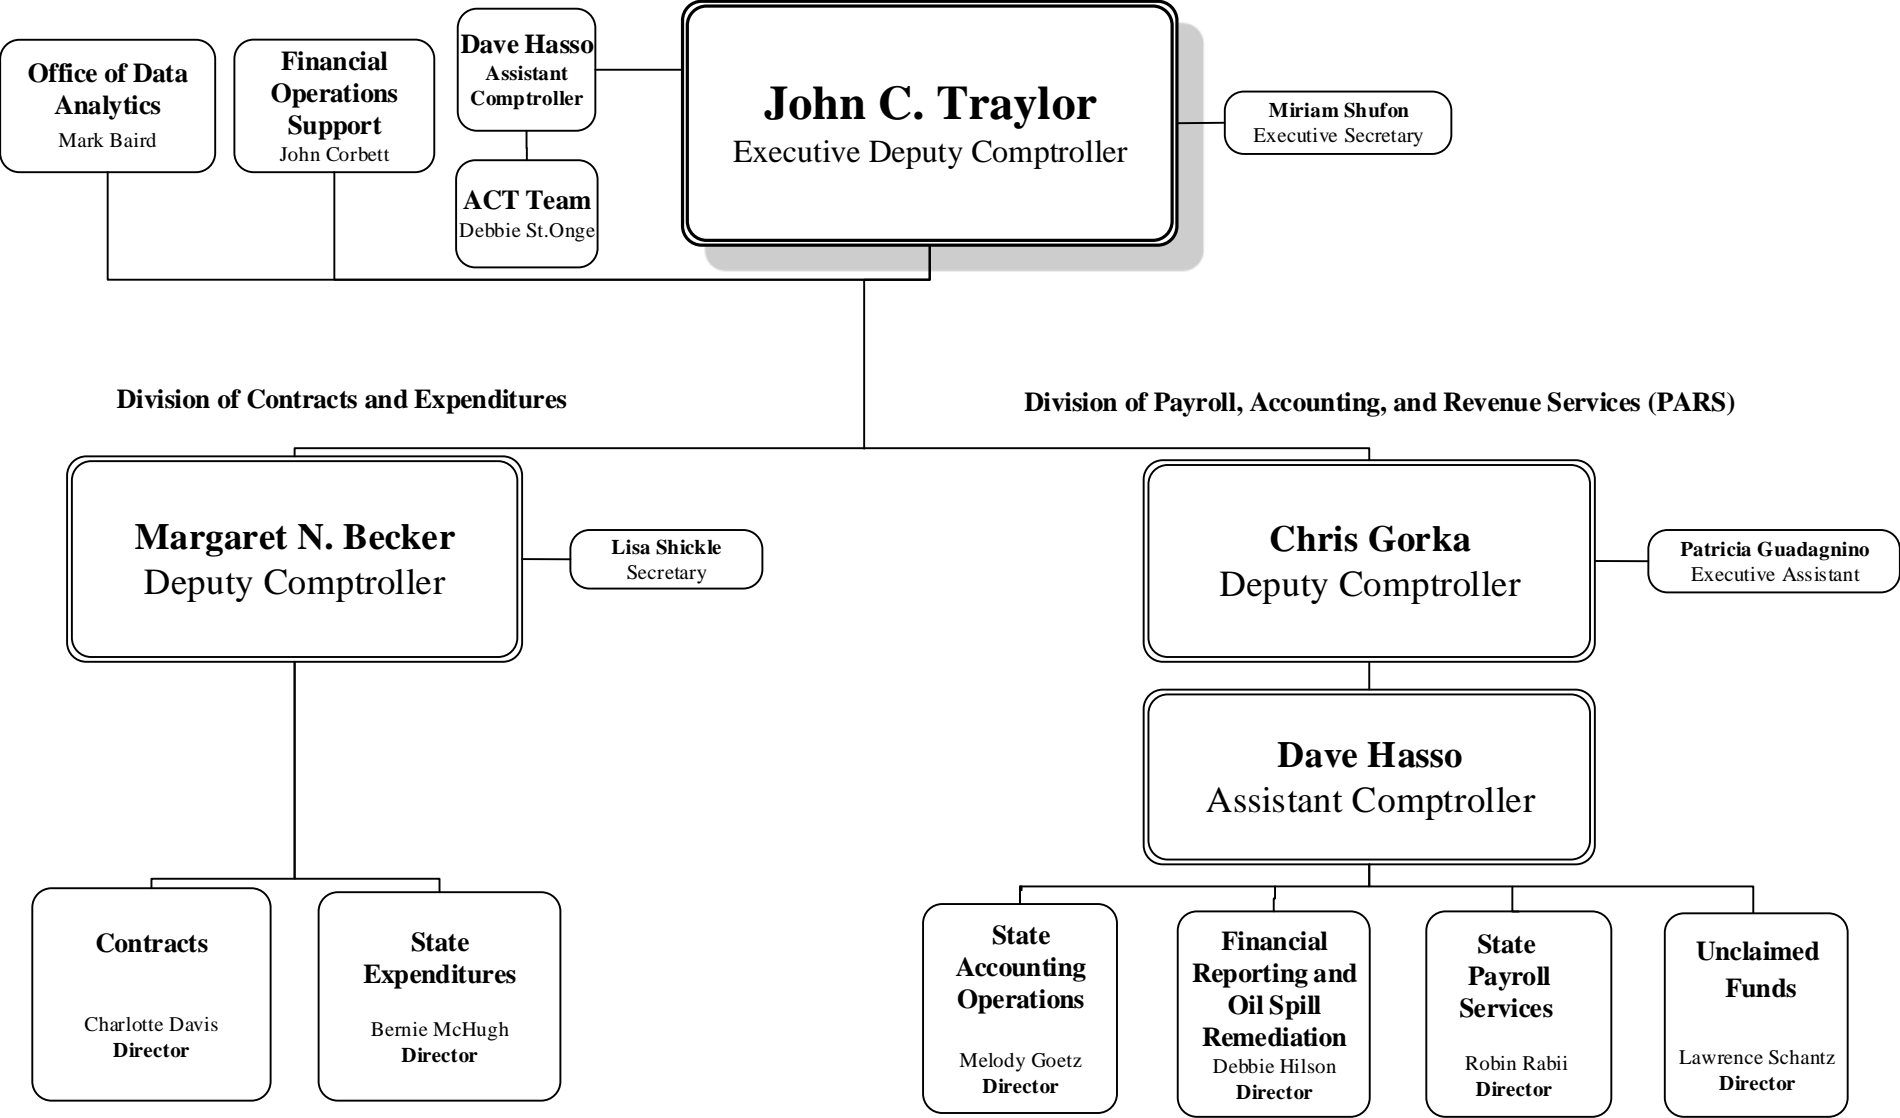 Office of Data
Analytics
Mark Baird
Financial
Operations
Support
John Corbett
Dave Hasso
Assistant
Comptroller
ACT Team
Debbie St.Onge
John C. Traylor
Executive Deputy Comptroller
Miriam Shufon
Executive Secretary
Division of Contracts and Expenditures
Division of Payroll, Accounting, and Revenue Services (PARS)
Margaret N. Becker
Deputy Comptroller
Lisa Shickle
Secretary
Chris Gorka
Deputy Comptroller
Patricia Guadagnino
Executive Assistant
Dave Hasso
Assistant Comptroller
Contracts
Charlotte Davis
Director
State
Expenditures
Bernie McHugh
Director
State
Accounting
Operations
Melody Goetz
Director
Financial
Reporting and
Oil Spill
Remediation
Debbie Hilson
Director
State
Payroll
Services
Robin Rabii
Director
Unclaimed
Funds
Lawrence Schantz
Director